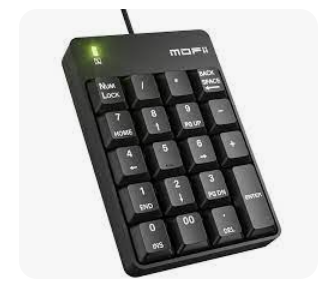 MOFii
NUM LOCK / * BACK SPACE ←
7 HOME 8 ↑ 9 PG UP -
4 ← 5 6 → +
1 END 2 ↓ 3 PG DN ENTER
0 INS 00 . DEL